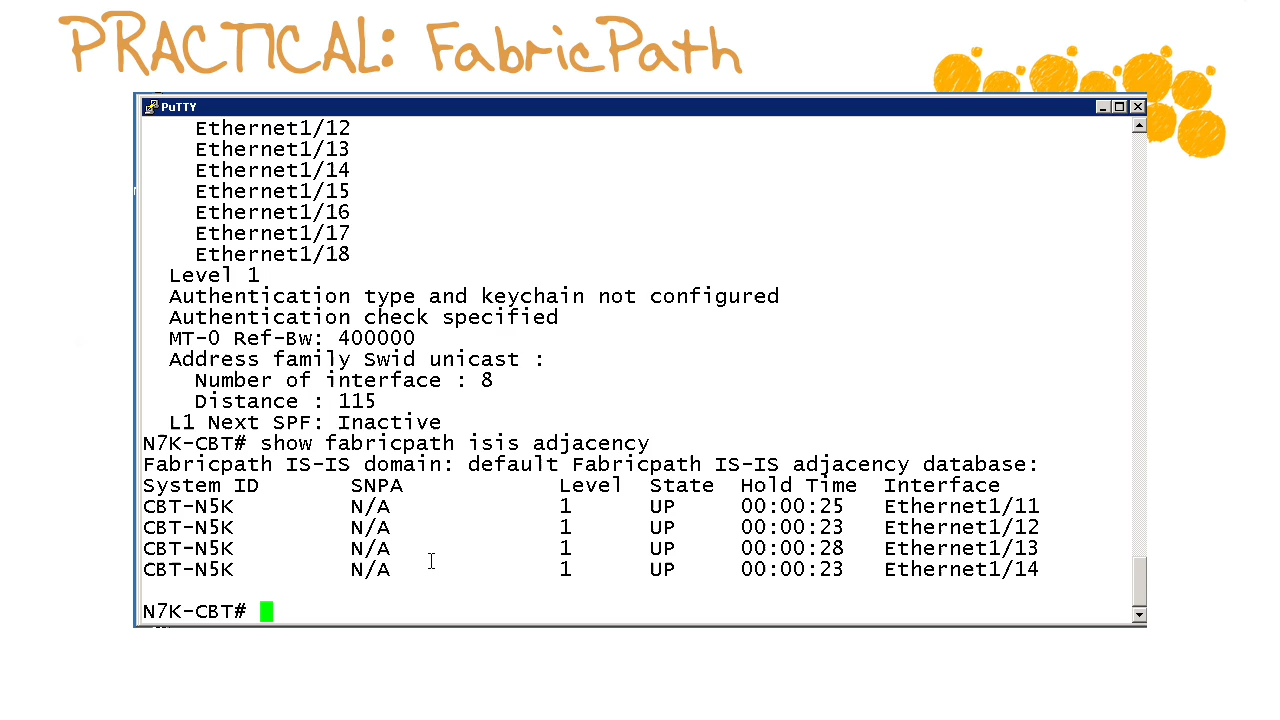 PRACTICAL: FabricPath
PuTTY
Ethernet1/12
Ethernet1/13
Ethernet1/14
Ethernet1/15
Ethernet1/16
Ethernet1/17
Ethernet1/18
Level 1
Authentication type and keychain not configured
Authentication check specified
MT-0 Ref-Bw: 400000
Address family Swid unicast :
Number of interface : 8
Distance : 115
L1 Next SPF: Inactive
N7K-CBT# show fabricpath isis adjacency
Fabricpath IS-IS domain: default Fabricpath IS-IS adjacency database:
System ID SNPA Level State Hold Time Interface
CBT-N5K N/A 1 UP 00:00:25 Ethernet1/11
CBT-N5K N/A 1 UP 00:00:23 Ethernet1/12
CBT-N5K N/A 1 UP 00:00:28 Ethernet1/13
CBT-N5K N/A 1 UP 00:00:23 Ethernet1/14
N7K-CBT#